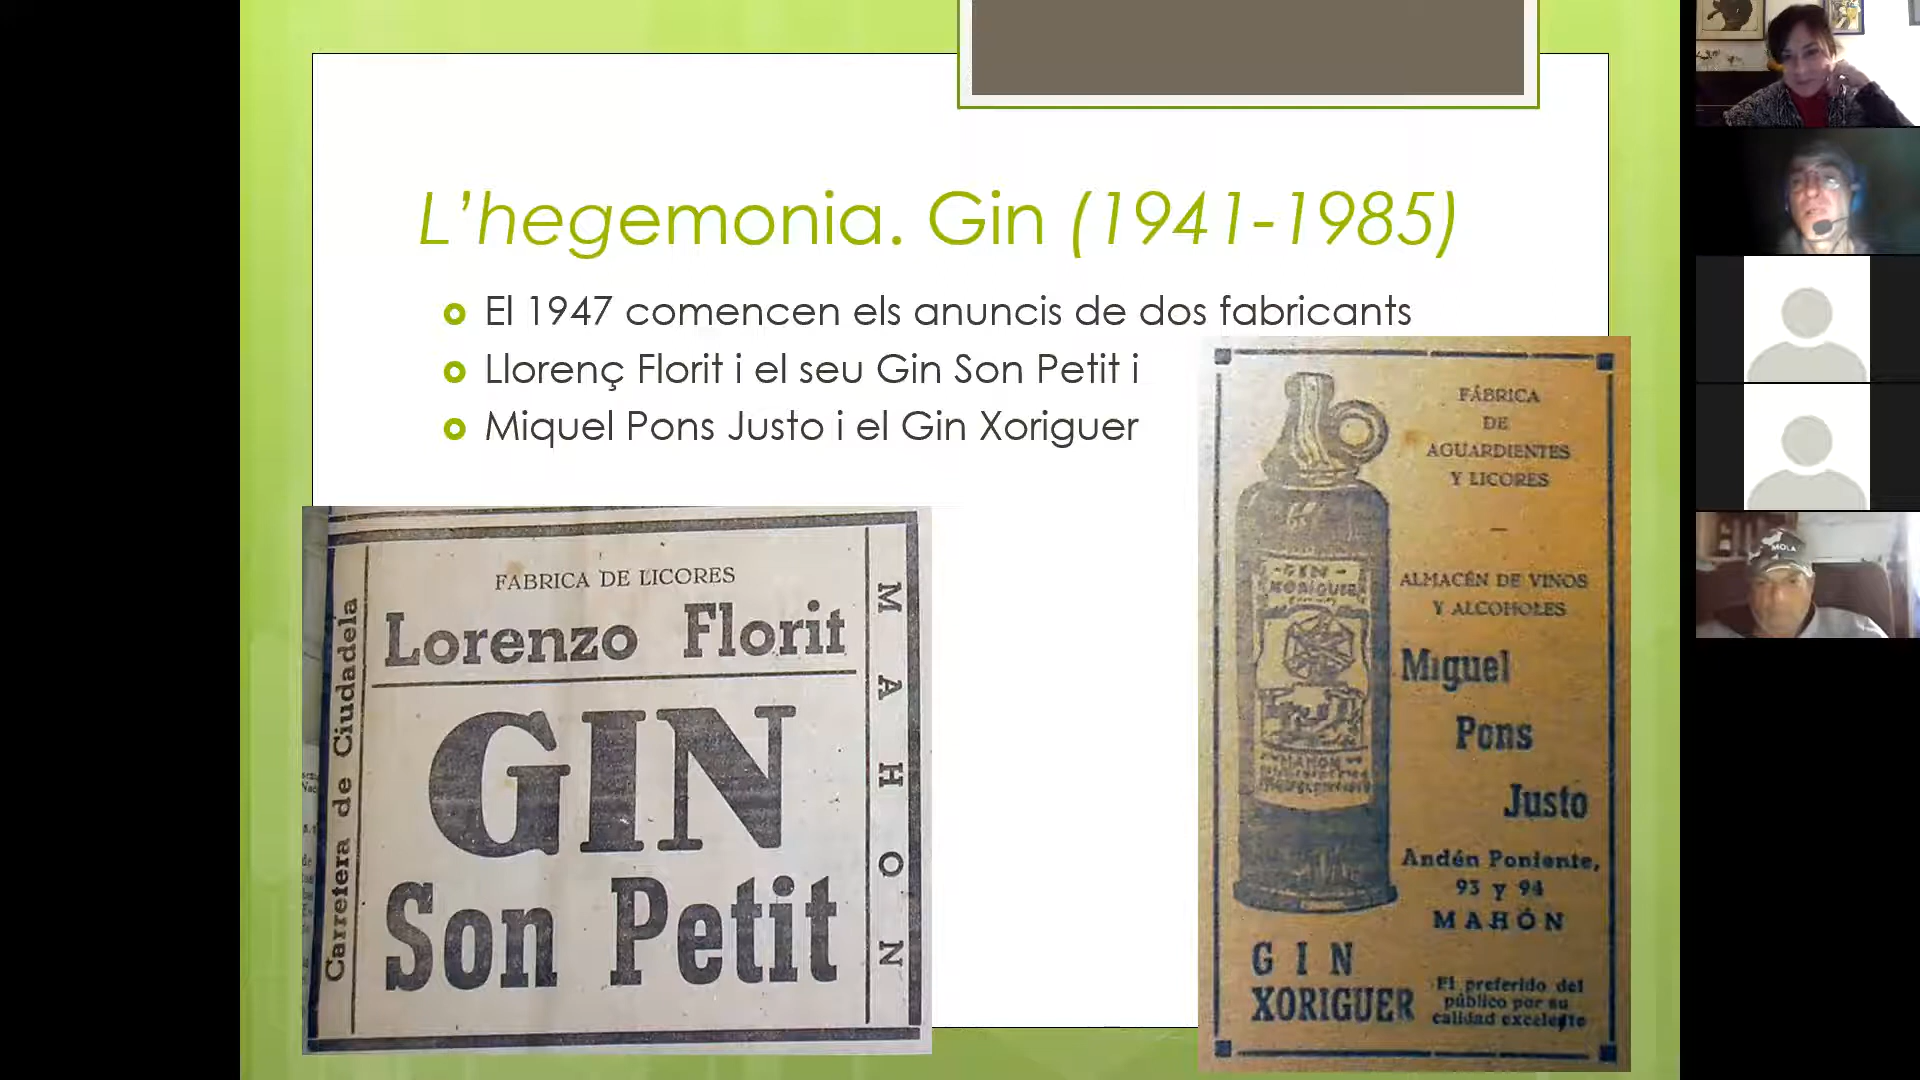 L'hegemonia. Gin (1941-1985)
El 1947 comencen els anuncis de dos fabricants
Llorenç Florit i el seu Gin Son Petit i
Miquel Pons Justo i el Gin Xoriguer
Carretera de Ciudadela
FABRICA DE LICORES
Lorenzo Florit
GIN
Son Petit
MAHON
FÁBRICA
DE
AGUARDIENTES
Y LICORES
ALMACÉN DE VINOS
Y ALCOHOLES
Miguel
Pons
Justo
Andén Poniente,
93 y 94
MAHÓN
GIN
XORIGUER
El preferido del
público por su
calidad excelente
-GIN-
XORIGUER
MAHON
MOLA